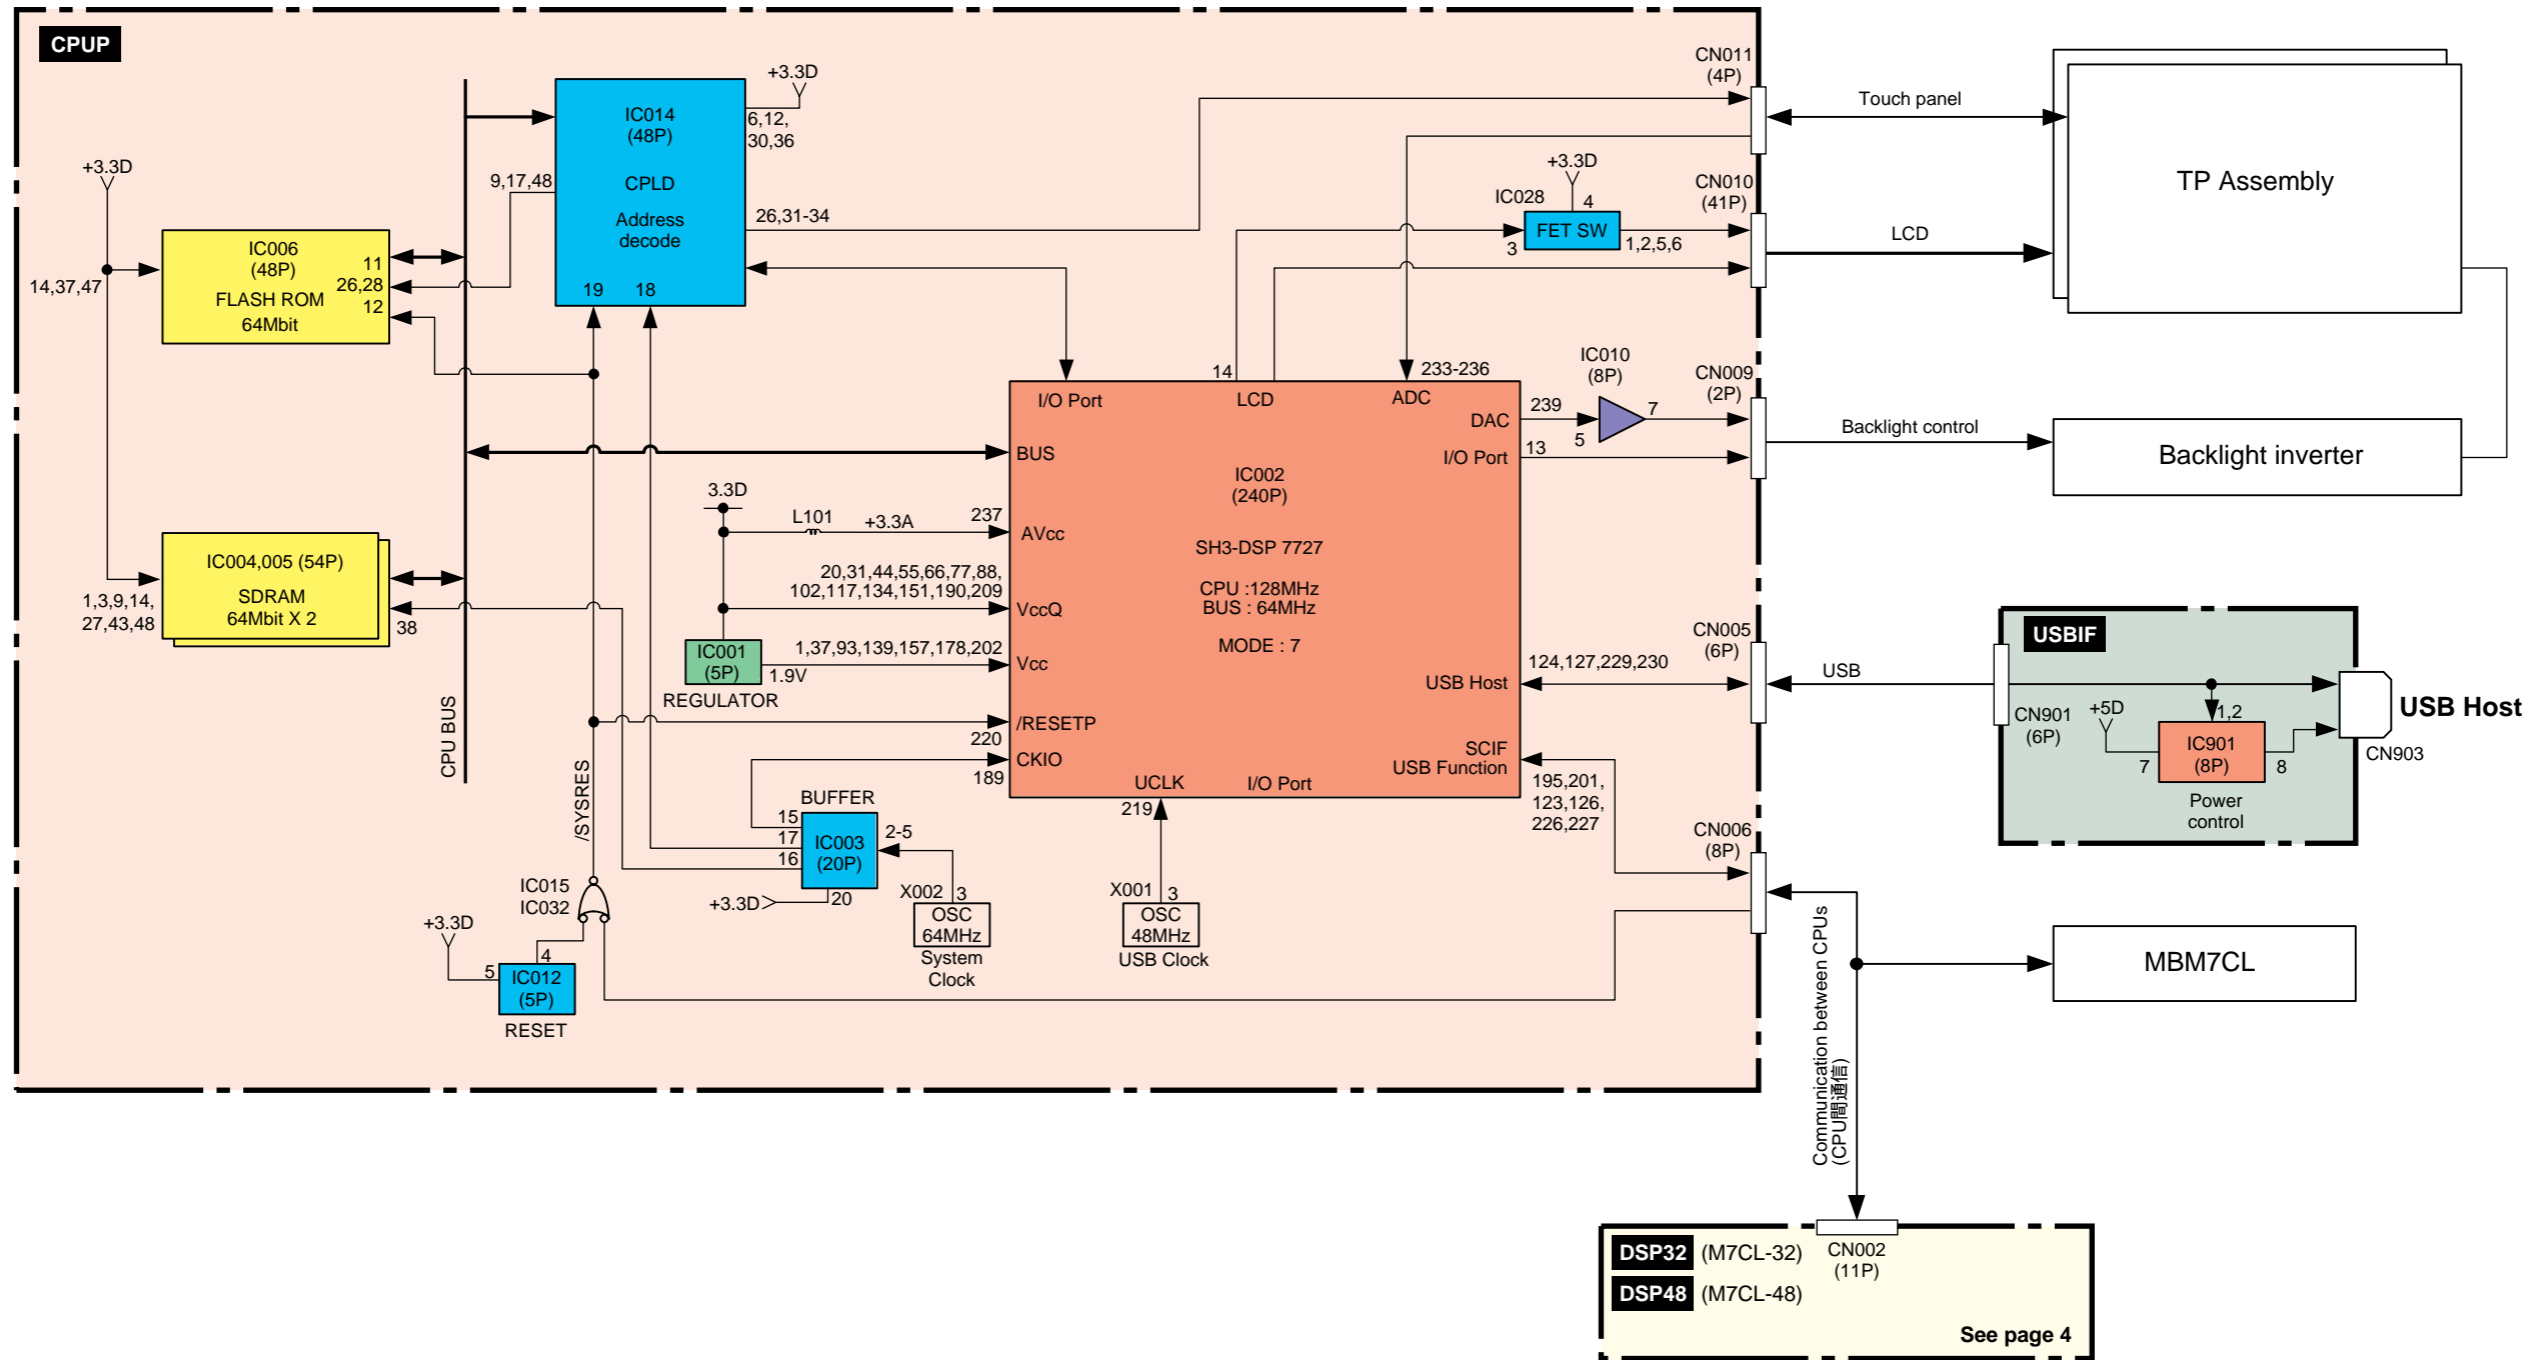 CPUP
+3.3D
14,37,47
IC006
(48P)
FLASH ROM
64Mbit
11
26,28
12
IC004,005 (54P)
SDRAM
64Mbit X 2
1,3,9,14,
27,43,48
38
CPU BUS
IC014
(48P)
CPLD
Address
decode
19
18
+3.3D
6,12,
30,36
9,17,48
26,31-34
3.3D
L101
+3.3A
237
20,31,44,55,66,77,88,
102,117,134,151,190,209
IC001
(5P)
REGULATOR
1,37,93,139,157,178,202
1.9V
220
189
/SYSRES
BUFFER
15
17
16
IC003
(20P)
2-5
+3.3D
20
X002
3
OSC
64MHz
System
Clock
X001
3
OSC
48MHz
USB Clock
219
IC015
IC032
+3.3D
5
4
IC012
(5P)
RESET
14
233-236
I/O Port
LCD
ADC
DAC
I/O Port
BUS
IC002
(240P)
SH3-DSP 7727
CPU :128MHz
BUS : 64MHz
MODE : 7
AVcc
VccQ
Vcc
/RESETP
CKIO
UCLK
I/O Port
USB Host
SCIF
USB Function
IC028
+3.3D
4
FET SW
3
1,2,5,6
239
5
IC010
(8P)
7
13
124,127,229,230
195,201,
123,126,
226,227
CN011
(4P)
CN010
(41P)
CN009
(2P)
CN005
(6P)
CN006
(8P)
Touch panel
LCD
Backlight control
USB
TP Assembly
Backlight inverter
USBIF
CN901
(6P)
+5D
1,2
7
IC901
(8P)
8
Power
control
USB Host
CN903
MBM7CL
Communication between CPUs
(CPU間通信)
DSP32 (M7CL-32)
DSP48 (M7CL-48)
CN002
(11P)
See page 4